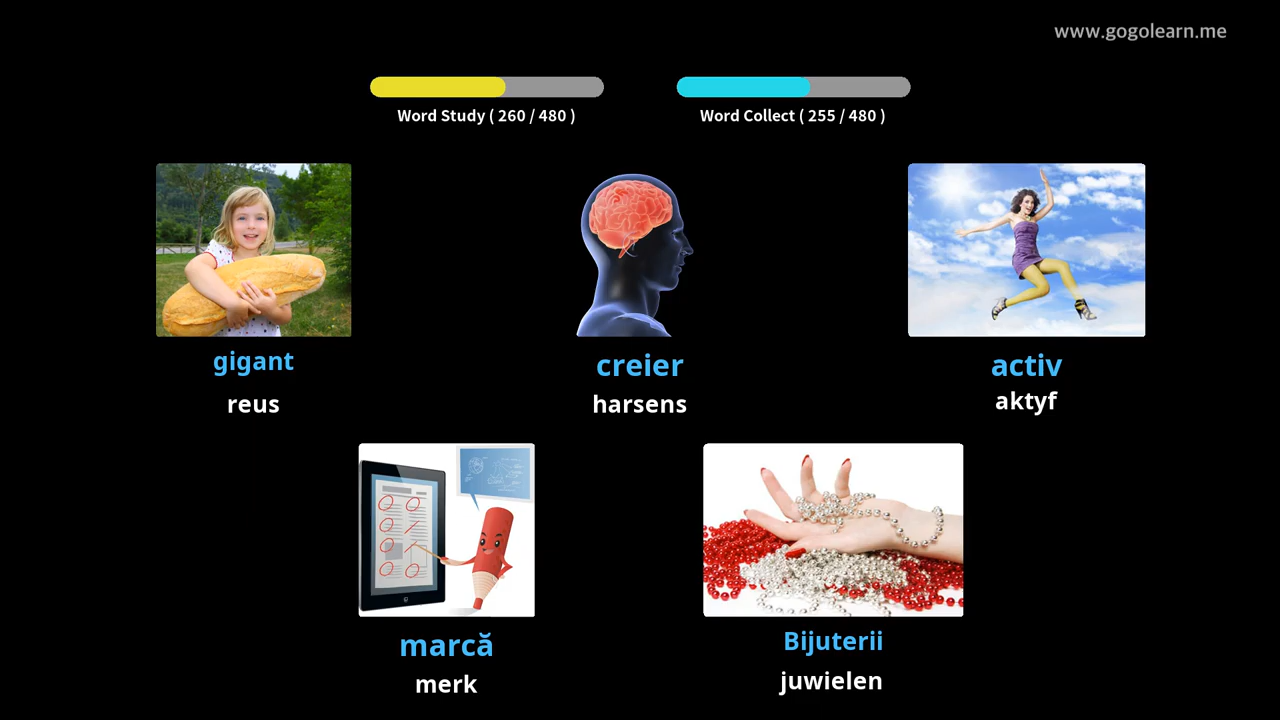 www.gogolearn.me
Word Study ( 260 / 480 )
Word Collect ( 255 / 480 )
gigant
reus
creier
harsens
activ
aktyf
marcă
merk
Bijuterii
juwielen